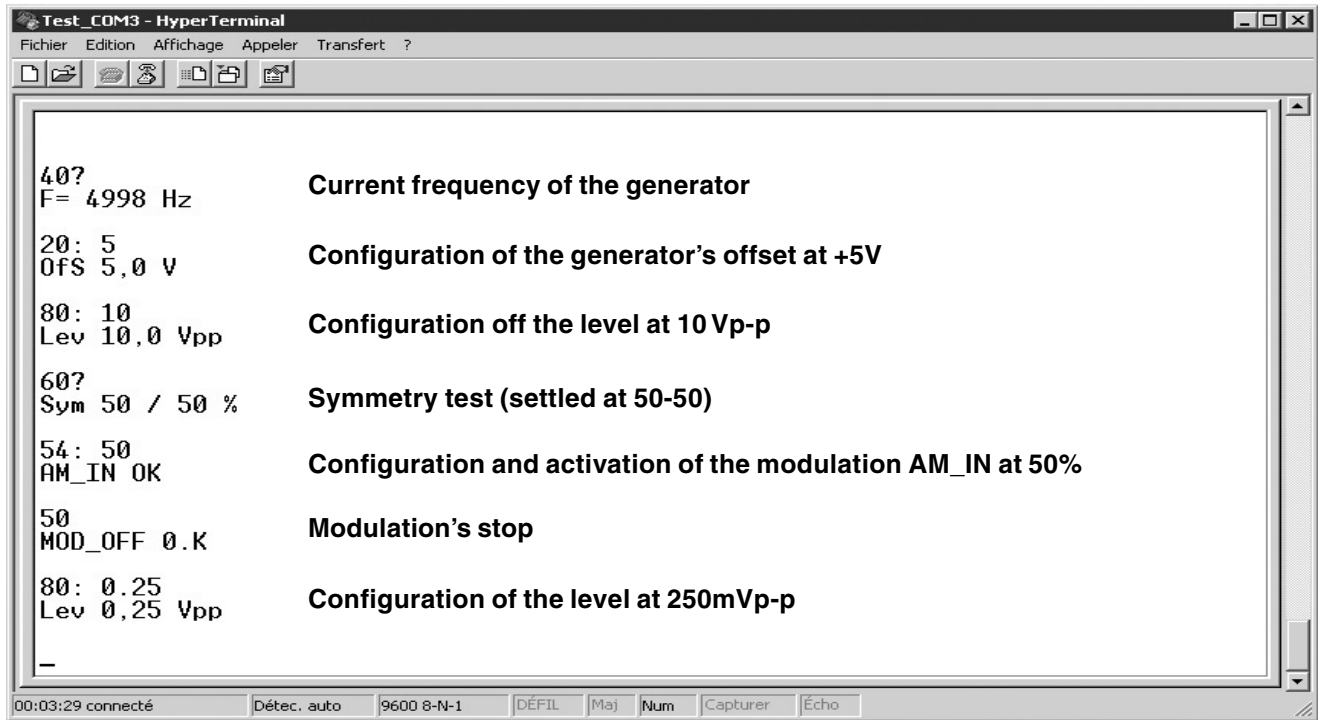 Test_COM3 - HyperTerminal
Fichier Edition Affichage Appeler Transfert ?
40?
F= 4998 Hz
Current frequency of the generator
20: 5
OfS 5,0 V
Configuration of the generator's offset at +5V
80: 10
Lev 10,0 Vpp
Configuration off the level at 10 Vp-p
60?
Sym 50 / 50 %
Symmetry test (settled at 50-50)
54: 50
AM_IN OK
Configuration and activation of the modulation AM_IN at 50%
50
MOD_OFF O.K
Modulation's stop
80: 0.25
Lev 0,25 Vpp
Configuration of the level at 250mVp-p
_
00:03:29 connecté Détec. auto 9600 8-N-1 DÉFIL Maj Num Capturer Écho